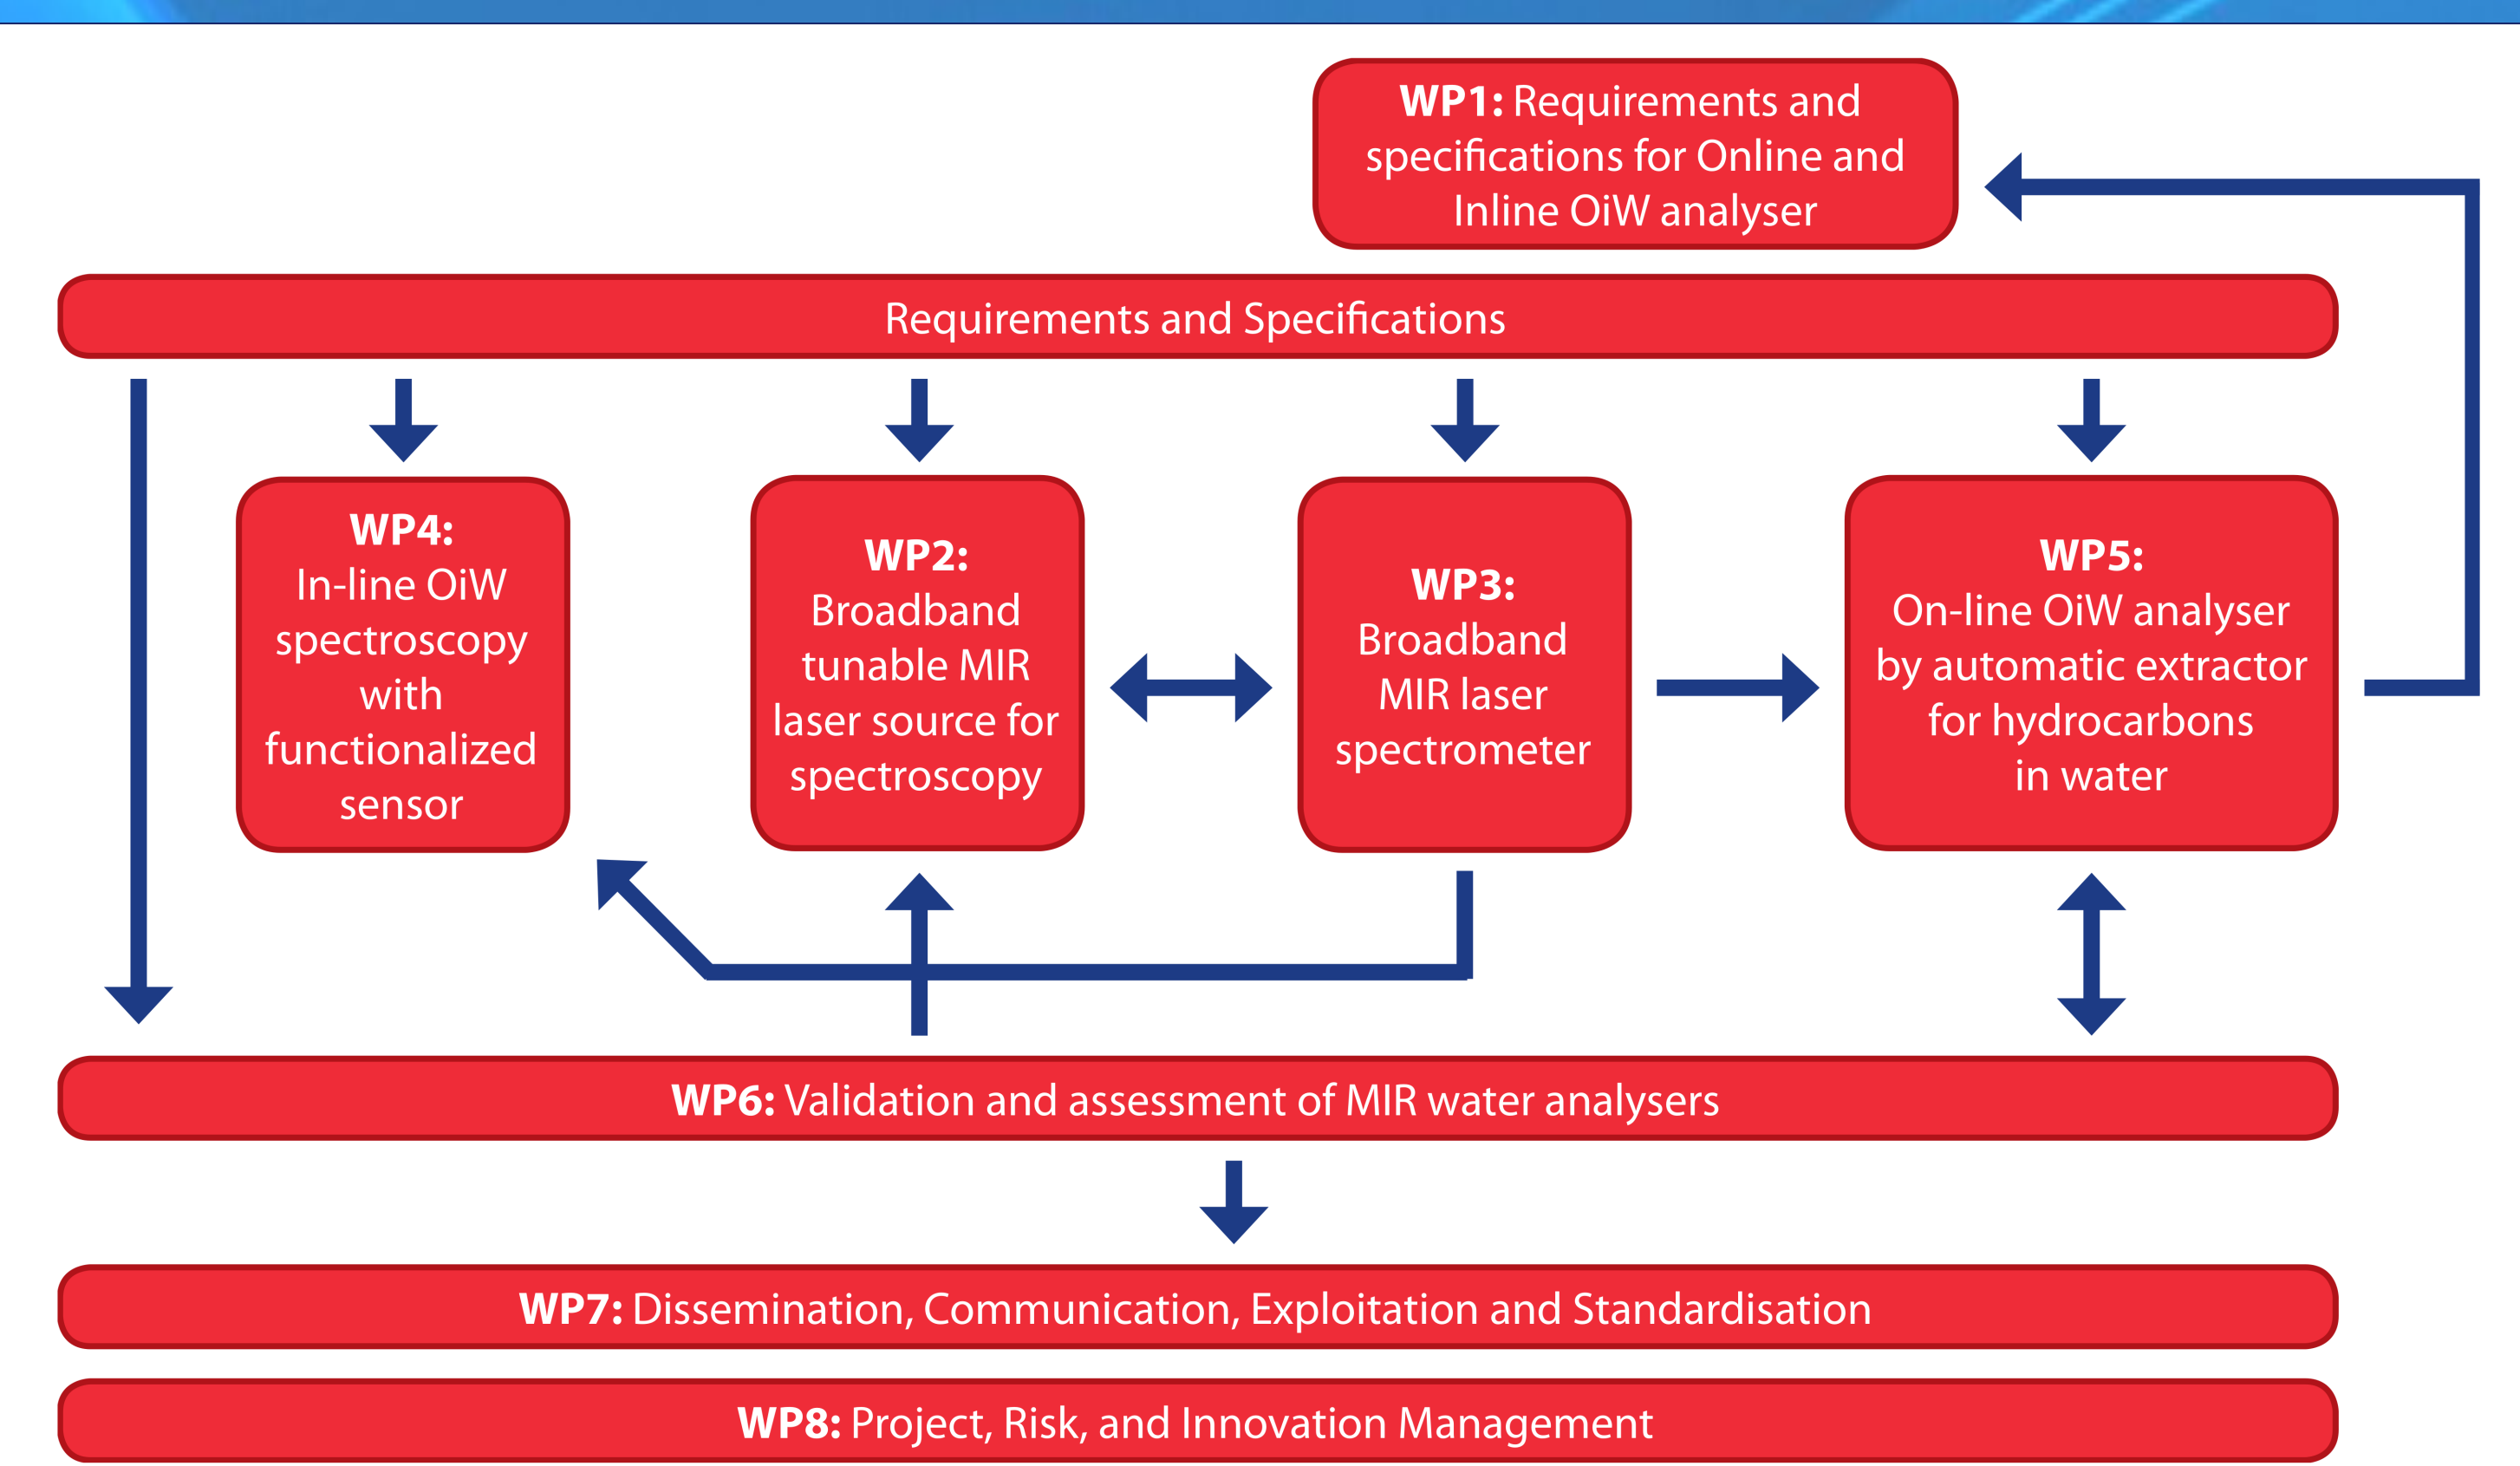 WP1: Requirements and
specifications for Online and
Inline OiW analyser
Requirements and Specifications
WP4:
In-line OiW
spectroscopy
with
functionalized
sensor
WP2:
Broadband
tunable MIR
laser source for
spectroscopy
WP3:
Broadband
MIR laser
spectrometer
WP5:
On-line OiW analyser
by automatic extractor
for hydrocarbons
in water
WP6: Validation and assessment of MIR water analysers
WP7: Dissemination, Communication, Exploitation and Standardisation
WP8: Project, Risk, and Innovation Management